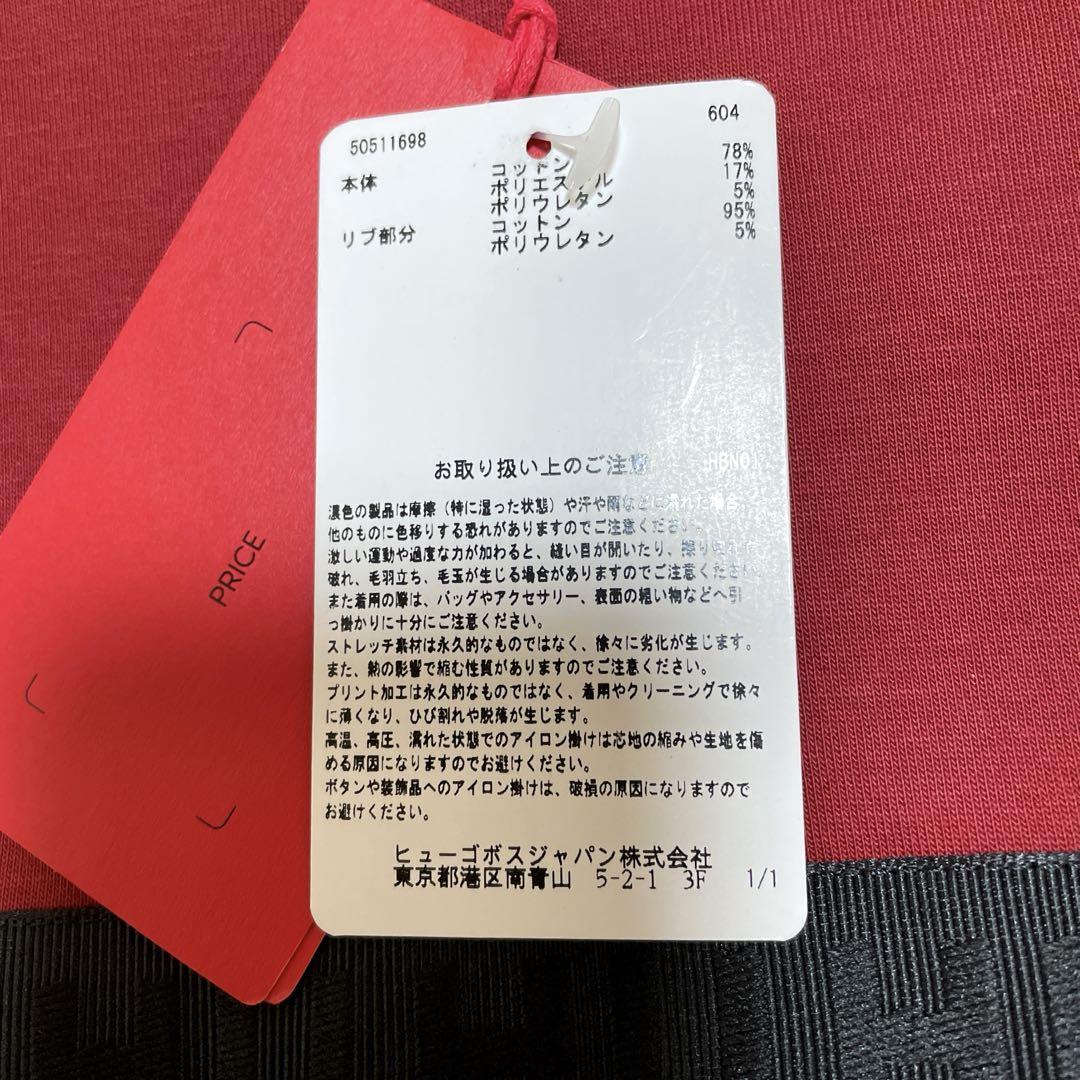 50511698 604
本体 コットン 78%
ポリエステル 17%
ポリウレタン 5%
リブ部分 コットン 95%
ポリウレタン 5%
お取り扱い上のご注意 HBN01
濃色の製品は摩擦（特に湿った状態）や汗や雨などに濡れた場合、
他のものに色移りする恐れがありますのでご注意ください。
激しい運動や過度な力が加わると、縫い目が開いたり、擦り切れ
破れ、毛羽立ち、毛玉が生じる場合がありますのでご注意ください。
また着用の際は、バッグやアクセサリー、表面の粗い物などへ引
っ掛かりに十分にご注意ください。
ストレッチ素材は永久的なものではなく、徐々に劣化が生じます。
また、熱の影響で縮む性質がありますのでご注意ください。
プリント加工は永久的なものではなく、着用やクリーニングで徐々
に薄くなり、ひび割れや脱落が生じます。
高温、高圧、濡れた状態でのアイロン掛けは芯地の縮みや生地を傷
める原因になりますのでお避けください。
ボタンや装飾品へのアイロン掛けは、破損の原因になりますので
お避けください。
ヒューゴボスジャパン株式会社
東京都港区南青山 5-2-1 3F 1/1
PRICE